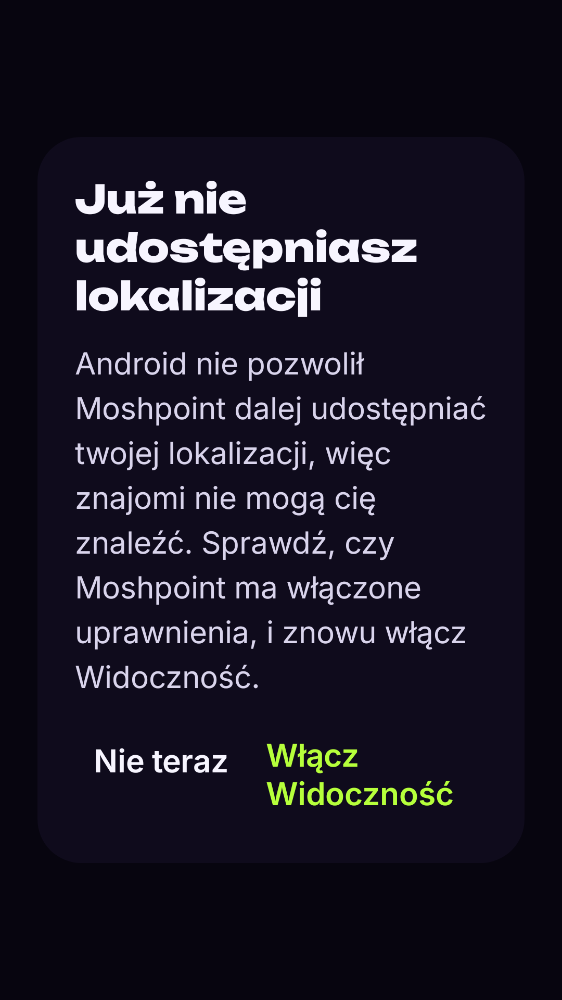 Już nie
udostępniasz
lokalizacji
Android nie pozwolił
Moshpoint dalej udostępniać
twojej lokalizacji, więc
znajomi nie mogą cię
znaleźć. Sprawdź, czy
Moshpoint ma włączone
uprawnienia, i znowu włącz
Widoczność.
Nie teraz
Włącz
Widoczność